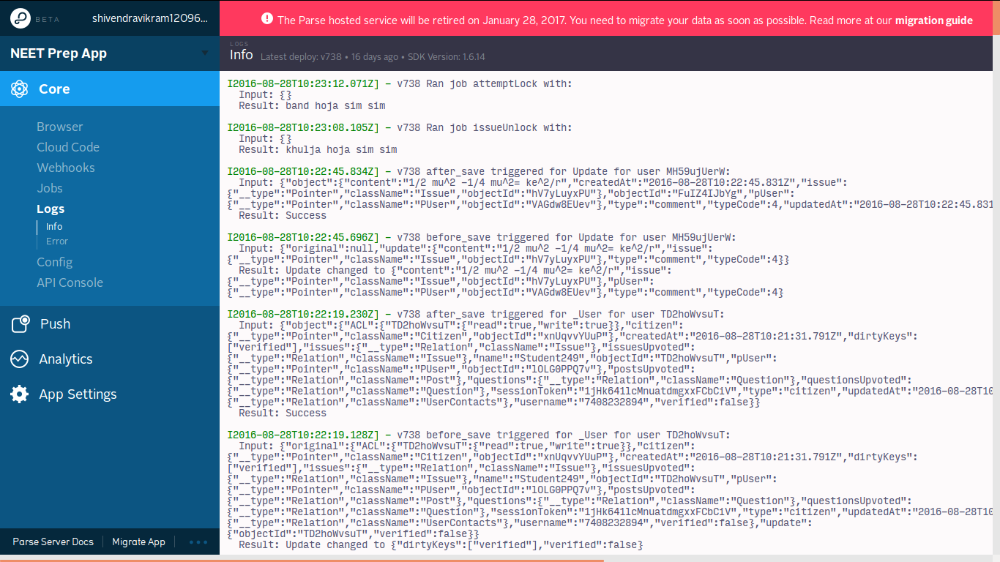 BETA
shivendravikram12096...
The Parse hosted service will be retired on January 28, 2017. You need to migrate your data as soon as possible. Read more at our migration guide
NEET Prep App
LOGS
Info
Latest deploy: v738 • 16 days ago • SDK Version: 1.6.14
Core
Browser
Cloud Code
Webhooks
Jobs
Logs
Info
Error
Config
API Console
Push
Analytics
App Settings
Parse Server Docs
Migrate App
I2016-08-28T10:23:12.071Z] - v738 Ran job attemptLock with:
Input: {}
Result: band hoja sim sim
I2016-08-28T10:23:08.105Z] - v738 Ran job issueUnlock with:
Input: {}
Result: khulja hoja sim sim
I2016-08-28T10:22:45.834Z] - v738 after_save triggered for Update for user MH59ujUerW:
Input: {"object":{"content":"1/2 mu^2 -1/4 mu^2= ke^2/r","createdAt":"2016-08-28T10:22:45.831Z","issue":
{"__type":"Pointer","className":"Issue","objectId":"hV7yLuyxPU"},"objectId":"FuIZ4IJbYg","pUser":
{"__type":"Pointer","className":"PUser","objectId":"VAGdw8EUev"},"type":"comment","typeCode":4,"updatedAt":"2016-08-28T10:22:45.831
Result: Success
I2016-08-28T10:22:45.696Z] - v738 before_save triggered for Update for user MH59ujUerW:
Input: {"original":null,"update":{"content":"1/2 mu^2 -1/4 mu^2= ke^2/r","issue":
{"__type":"Pointer","className":"Issue","objectId":"hV7yLuyxPU"},"type":"comment","typeCode":4}}
Result: Update changed to {"content":"1/2 mu^2 -1/4 mu^2= ke^2/r","issue":
{"__type":"Pointer","className":"Issue","objectId":"hV7yLuyxPU"},"pUser":
{"__type":"Pointer","className":"PUser","objectId":"VAGdw8EUev"},"type":"comment","typeCode":4}
I2016-08-28T10:22:19.230Z] - v738 after_save triggered for _User for user TD2hoWvsuT:
Input: {"object":{"ACL":{"TD2hoWvsuT":{"read":true,"write":true}},"citizen":
{"__type":"Pointer","className":"Citizen","objectId":"xnUqvvYUuP"},"createdAt":"2016-08-28T10:21:31.791Z","dirtyKeys":
["verified"],"issues":{"__type":"Relation","className":"Issue"},"issuesUpvoted":
{"__type":"Relation","className":"Issue"},"name":"Student249","objectId":"TD2hoWvsuT","pUser":
{"__type":"Pointer","className":"PUser","objectId":"lOLG0PPQ7v"},"postsUpvoted":
{"__type":"Relation","className":"Post"},"questions":{"__type":"Relation","className":"Question"},"questionsUpvoted":
{"__type":"Relation","className":"Question"},"sessionToken":"1jHk641lcMnuatdmgxxFCbCiV","type":"citizen","updatedAt":"2016-08-28T10
{"__type":"Relation","className":"UserContacts"},"username":"7408232894","verified":false}}
Result: Success
I2016-08-28T10:22:19.128Z] - v738 before_save triggered for _User for user TD2hoWvsuT:
Input: {"original":{"ACL":{"TD2hoWvsuT":{"read":true,"write":true}},"citizen":
{"__type":"Pointer","className":"Citizen","objectId":"xnUqvvYUuP"},"createdAt":"2016-08-28T10:21:31.791Z","dirtyKeys":
["verified"],"issues":{"__type":"Relation","className":"Issue"},"issuesUpvoted":
{"__type":"Relation","className":"Issue"},"name":"Student249","objectId":"TD2hoWvsuT","pUser":
{"__type":"Pointer","className":"PUser","objectId":"lOLG0PPQ7v"},"postsUpvoted":
{"__type":"Relation","className":"Post"},"questions":{"__type":"Relation","className":"Question"},"questionsUpvoted":
{"__type":"Relation","className":"Question"},"sessionToken":"1jHk641lcMnuatdmgxxFCbCiV","type":"citizen","updatedAt":"2016-08-28T10
{"__type":"Relation","className":"UserContacts"},"username":"7408232894","verified":false},"update":
{"objectId":"TD2hoWvsuT","verified":false}}
Result: Update changed to {"dirtyKeys":["verified"],"verified":false}